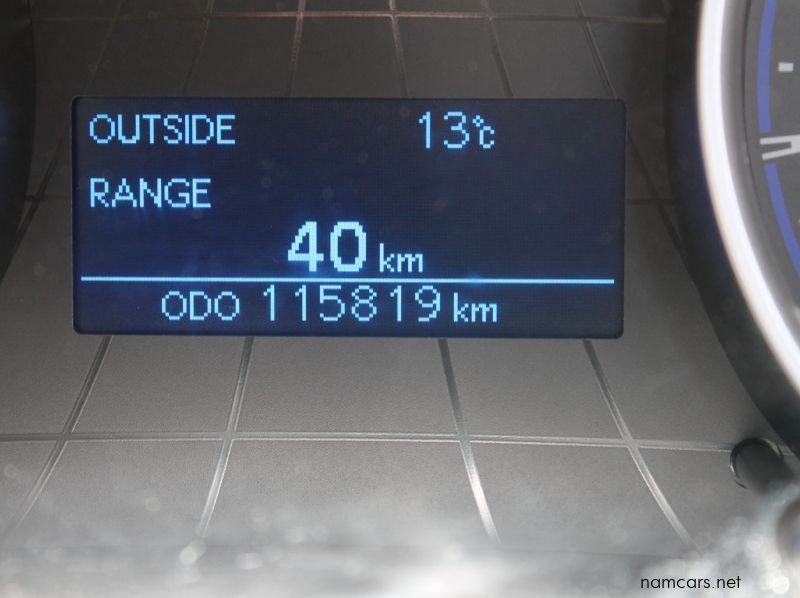 OUTSIDE 13℃
RANGE
40 km
ODO 115819 km
namcars.net